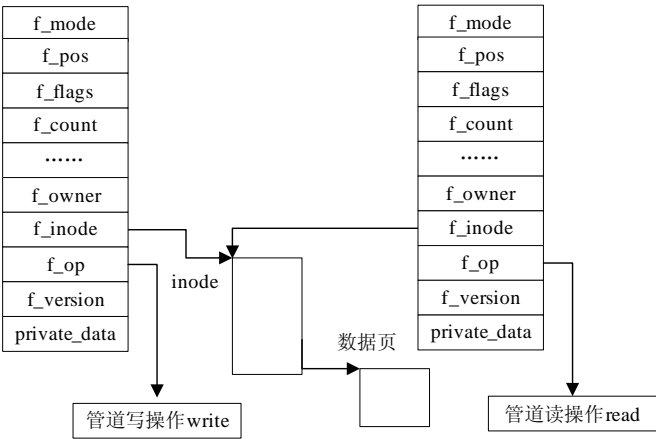 f_mode
f_pos
f_flags
f_count
……
f_owner
f_inode
f_op
f_version
private_data
f_mode
f_pos
f_flags
f_count
……
f_owner
f_inode
f_op
f_version
private_data
inode
数据页
管道写操作write
管道读操作read